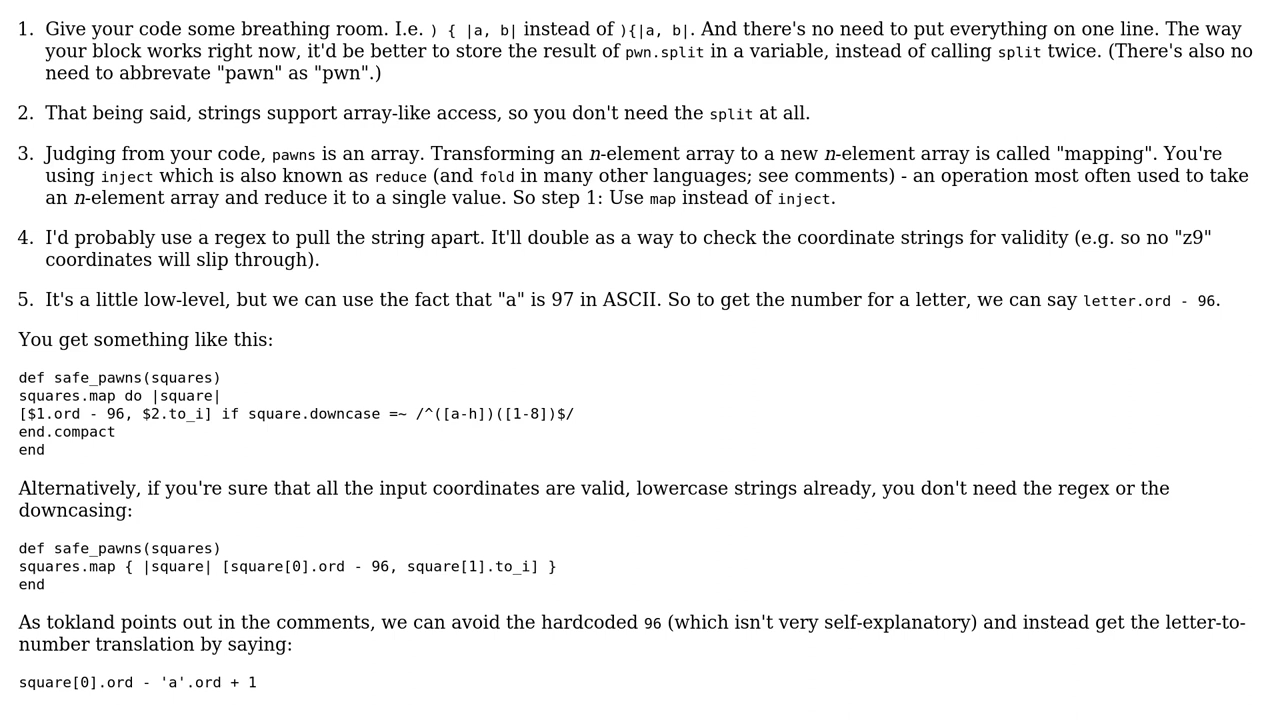 1. Give your code some breathing room. I.e. ) { |a, b| instead of ){|a, b|. And there's no need to put everything on one line. The way
your block works right now, it'd be better to store the result of pwn.split in a variable, instead of calling split twice. (There's also no
need to abbrevate "pawn" as "pwn".)
2. That being said, strings support array-like access, so you don't need the split at all.
3. Judging from your code, pawns is an array. Transforming an n-element array to a new n-element array is called "mapping". You're
using inject which is also known as reduce (and fold in many other languages; see comments) - an operation most often used to take
an n-element array and reduce it to a single value. So step 1: Use map instead of inject.
4. I'd probably use a regex to pull the string apart. It'll double as a way to check the coordinate strings for validity (e.g. so no "z9"
coordinates will slip through).
5. It's a little low-level, but we can use the fact that "a" is 97 in ASCII. So to get the number for a letter, we can say letter.ord - 96.
You get something like this:
def safe_pawns(squares)
squares.map do |square|
[$1.ord - 96, $2.to_i] if square.downcase =~ /^([a-h])([1-8])$/
end.compact
end
Alternatively, if you're sure that all the input coordinates are valid, lowercase strings already, you don't need the regex or the
downcasing:
def safe_pawns(squares)
squares.map { |square| [square[0].ord - 96, square[1].to_i] }
end
As tokland points out in the comments, we can avoid the hardcoded 96 (which isn't very self-explanatory) and instead get the letter-to-
number translation by saying:
square[0].ord - 'a'.ord + 1